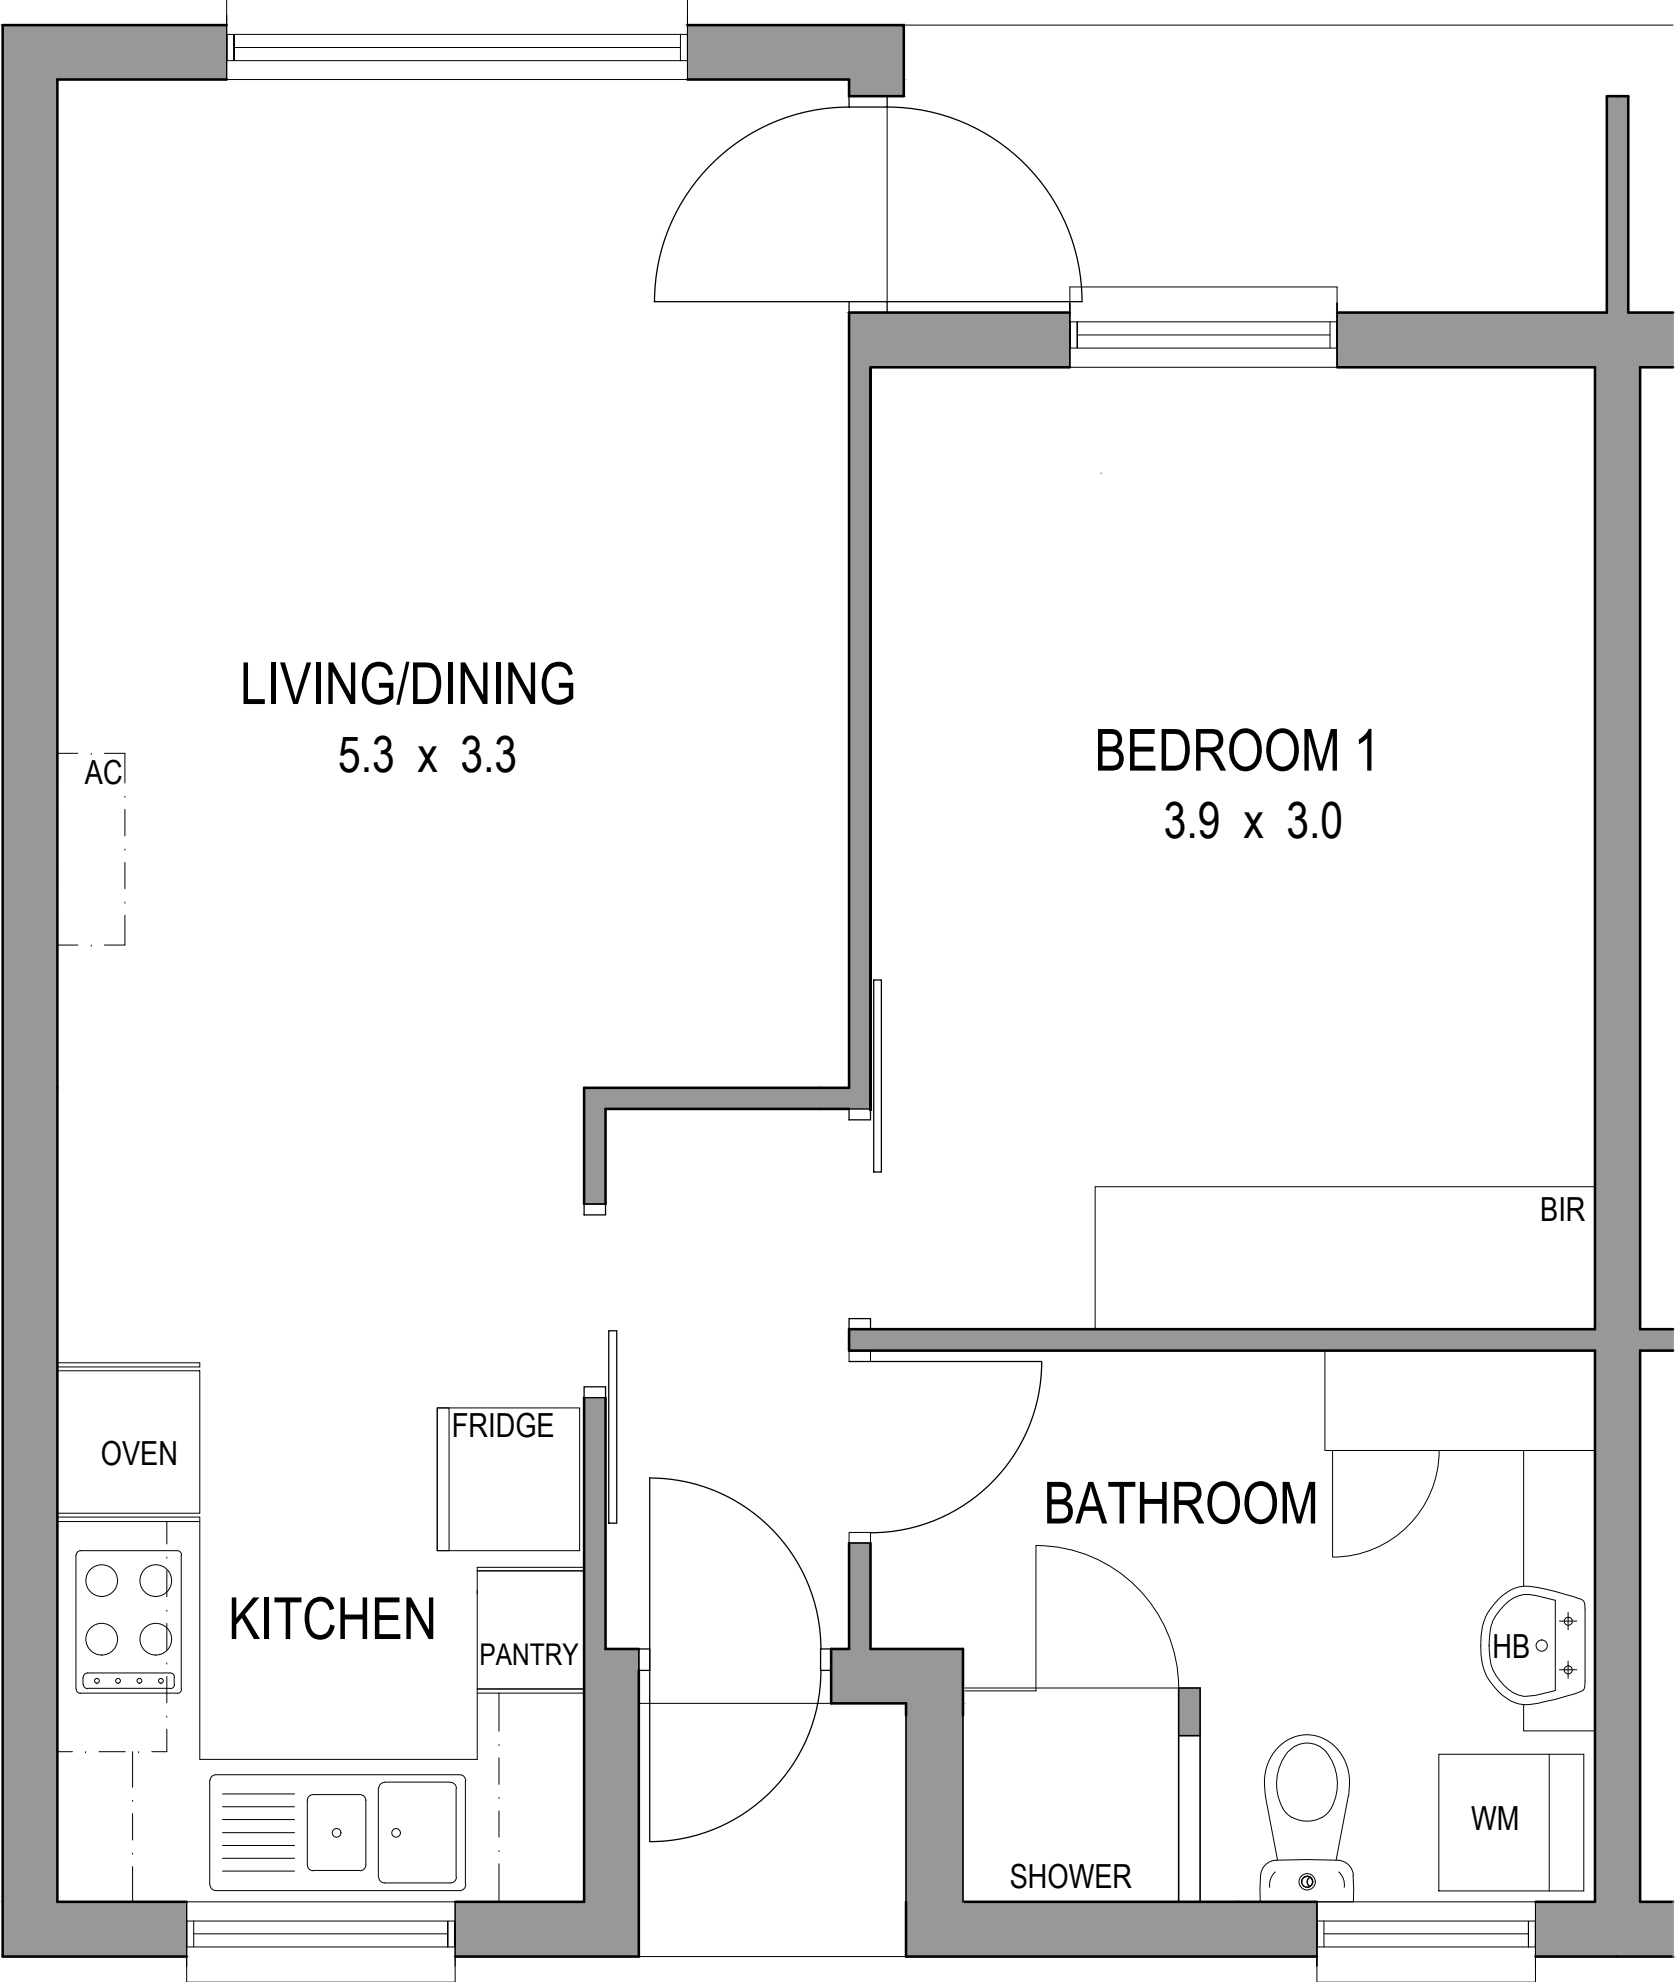 LIVING/DINING
5.3 x 3.3
AC
BEDROOM 1
3.9 x 3.0
BIR
OVEN
FRIDGE
KITCHEN
PANTRY
BATHROOM
HB
WM
SHOWER